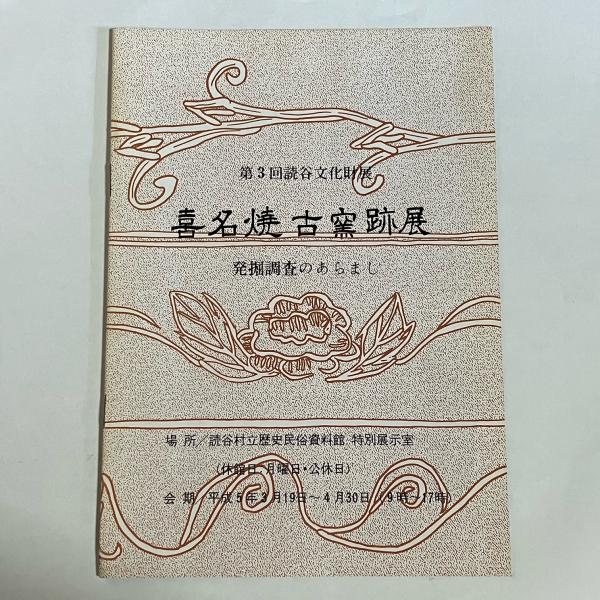 第3回読谷文化財展
喜名焼古窯跡展
発掘調査のあらまし
場 所／読谷村立歴史民俗資料館 特別展示室
(休館日 月曜日・公休日)
会 期／平成5年3月19日～4月30日(9時～17時)